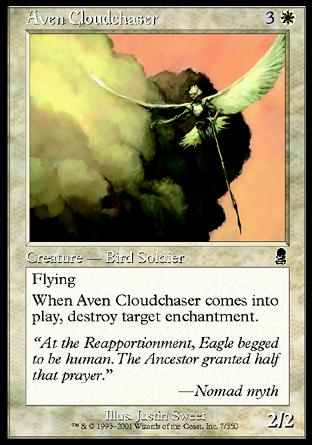 Aven Cloudchaser 3
Creature — Bird Soldier
Flying
When Aven Cloudchaser comes into
play, destroy target enchantment.
“At the Reapportionment, Eagle begged
to be human. The Ancestor granted half
that prayer.”
—Nomad myth
Illus. Justin Sweet
™ & © 1993–2001 Wizards of the Coast, Inc. 7/350
2/2